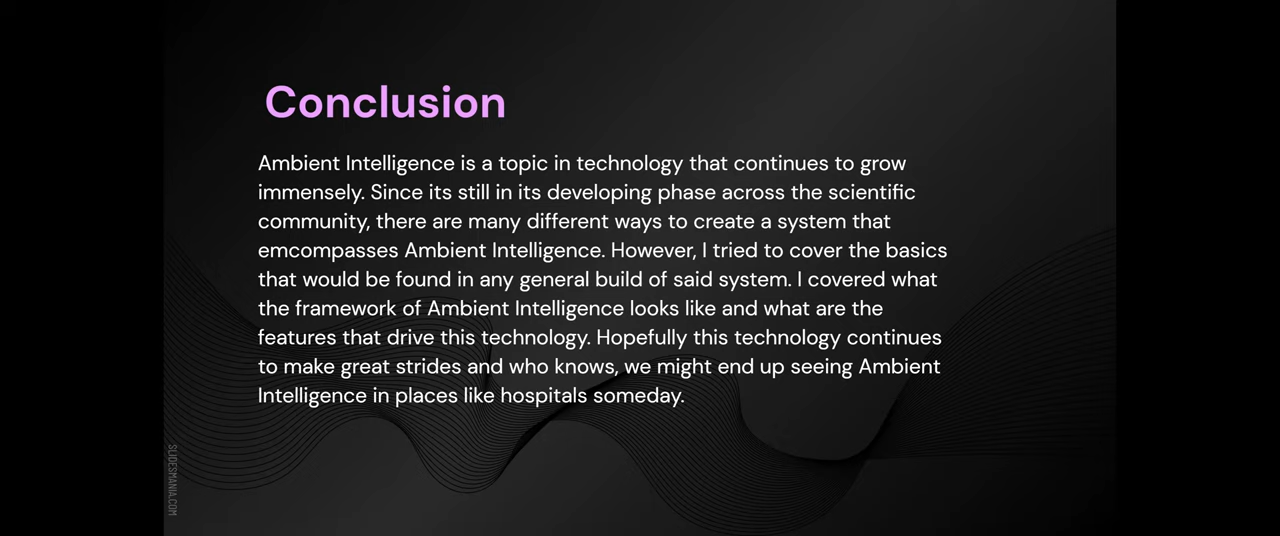 Conclusion
Ambient Intelligence is a topic in technology that continues to grow
immensely. Since its still in its developing phase across the scientific
community, there are many different ways to create a system that
emcompasses Ambient Intelligence. However, I tried to cover the basics
that would be found in any general build of said system. I covered what
the framework of Ambient Intelligence looks like and what are the
features that drive this technology. Hopefully this technology continues
to make great strides and who knows, we might end up seeing Ambient
Intelligence in places like hospitals someday.
SLIDESMANIA.COM